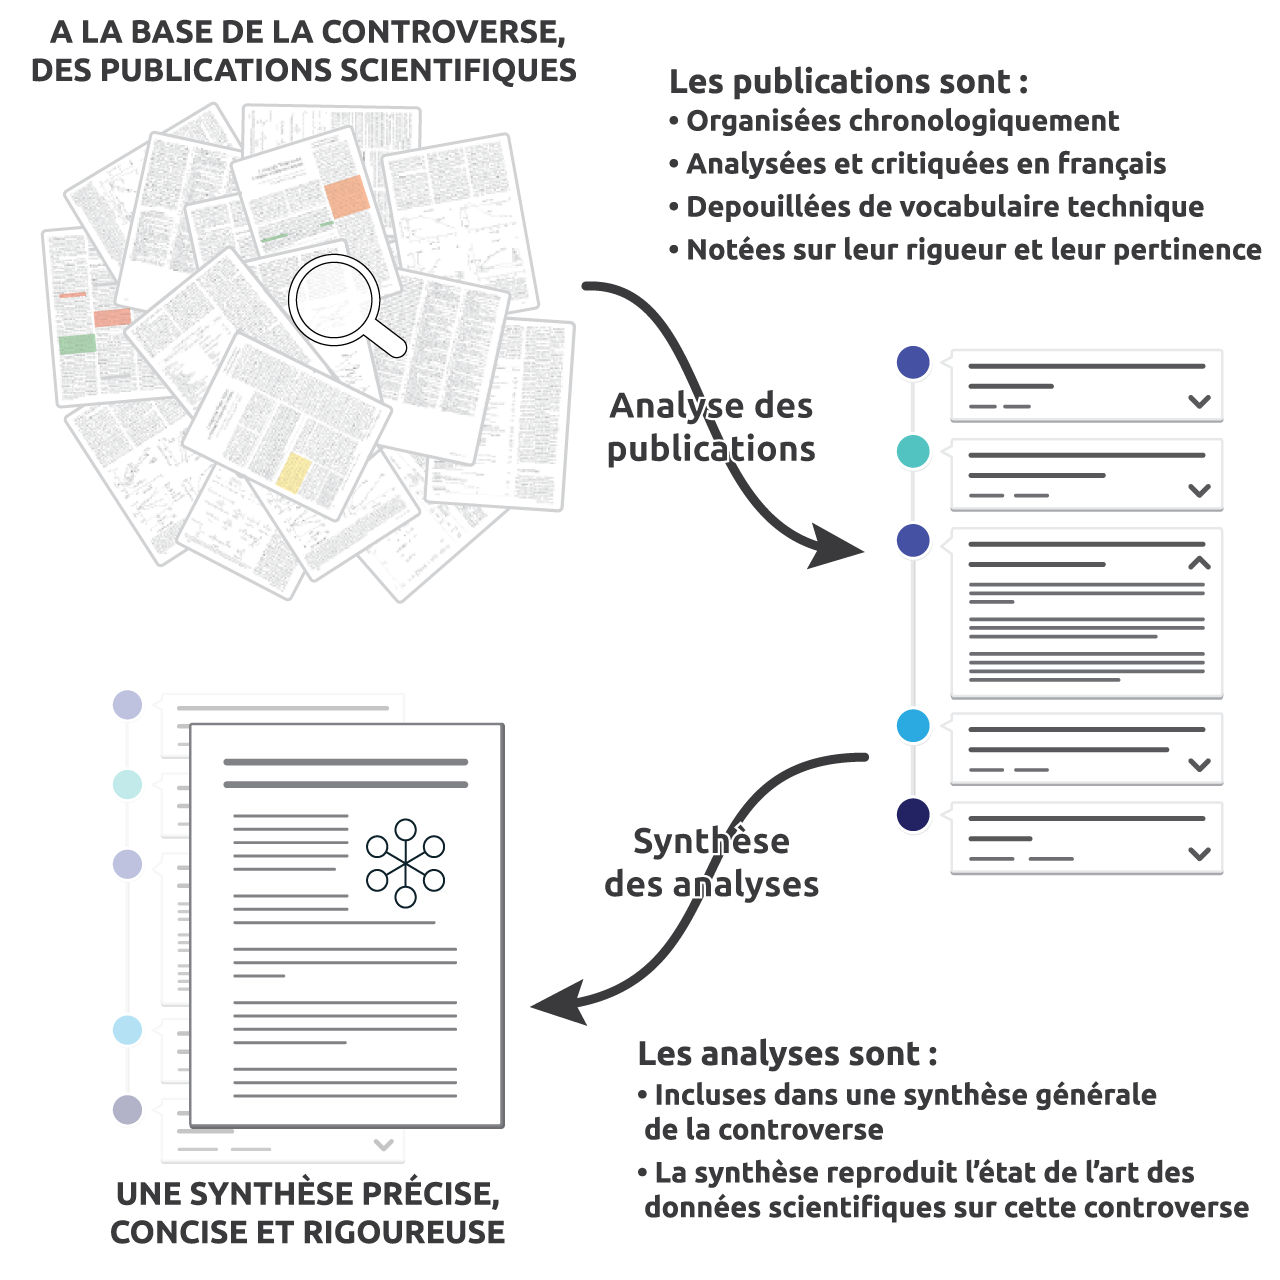 A LA BASE DE LA CONTROVERSE,
DES PUBLICATIONS SCIENTIFIQUES
Les publications sont :
• Organisées chronologiquement
• Analysées et critiquées en français
• Depouillées de vocabulaire technique
• Notées sur leur rigueur et leur pertinence
Analyse des
publications
Synthèse
des analyses
Les analyses sont :
• Incluses dans une synthèse générale
de la controverse
• La synthèse reproduit l’état de l’art des
données scientifiques sur cette controverse
UNE SYNTHÈSE PRÉCISE,
CONCISE ET RIGOUREUSE